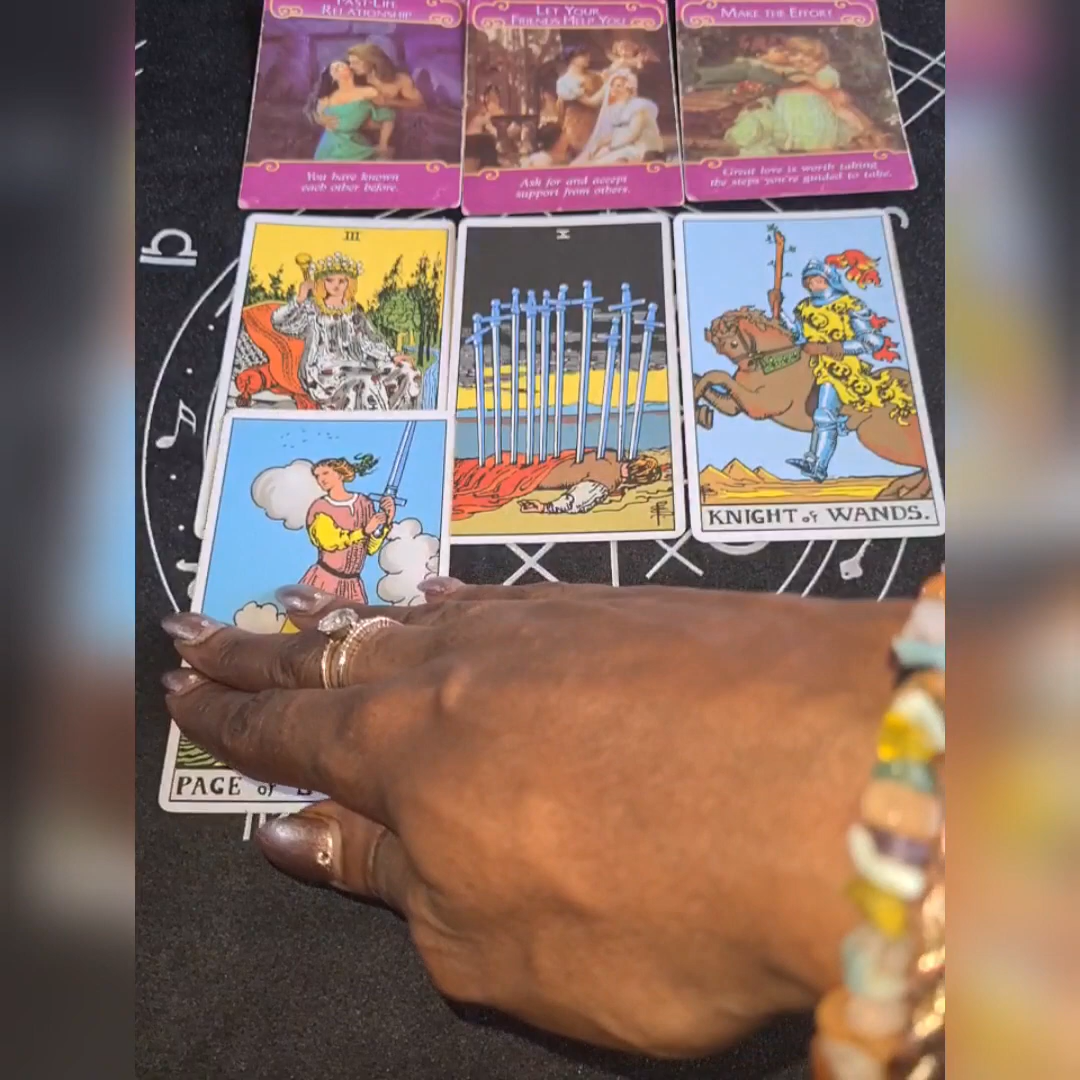 PAST-LIFE
RELATIONSHIP
You have known
each other before.
LET YOUR
FRIENDS HELP YOU
Ask for and accept
support from others.
MAKE THE EFFORT
Great love is worth taking
the steps you're guided to take.
III
X
KNIGHT OF WANDS.
PAGE OF